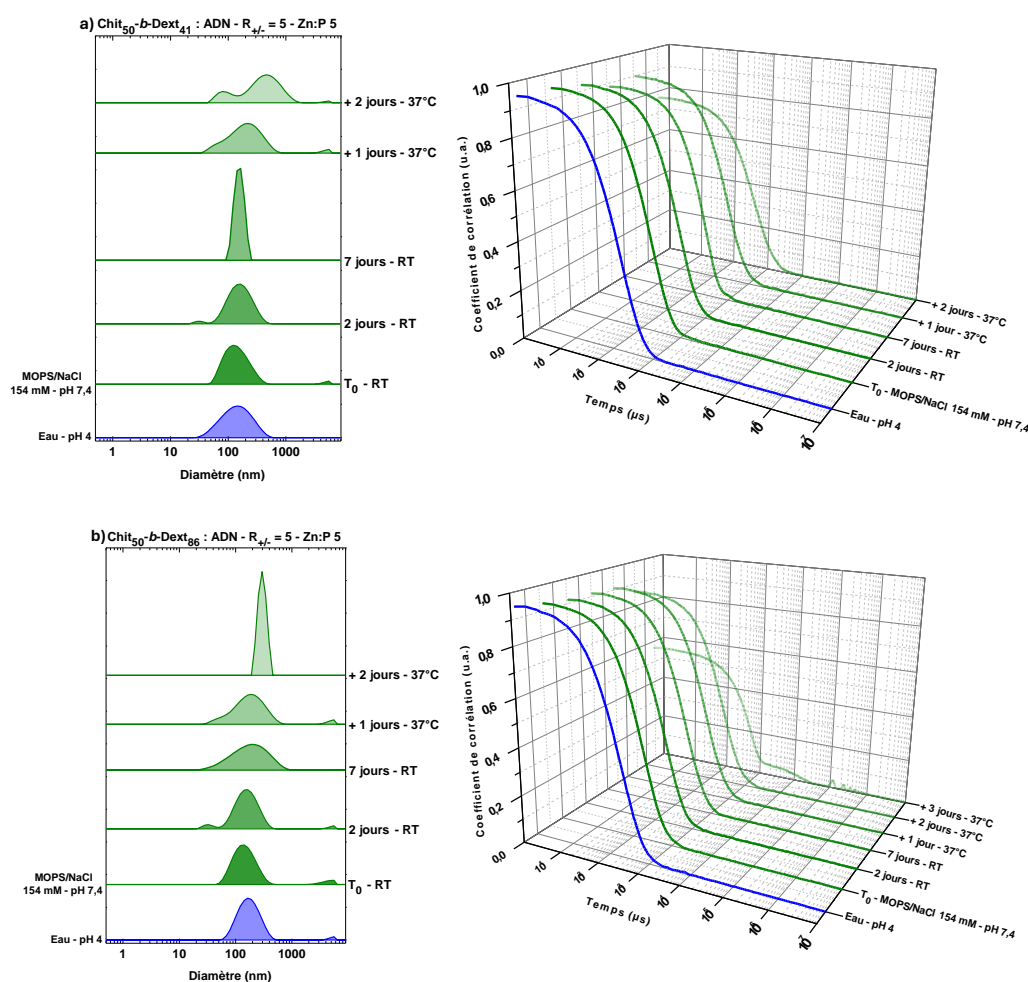 a) Chit50-b-Dext41 : ADN - R+/- = 5 - Zn:P 5
+ 2 jours - 37°C
+ 1 jours - 37°C
7 jours - RT
2 jours - RT
MOPS/NaCl
154 mM - pH 7,4
T0 - RT
Eau - pH 4
1 10 100 1000
Diamètre (nm)
Coefficient de corrélation (u.a.)
1,0
0,8
0,6
0,4
0,2
0,0
Temps (µs)
+ 2 jours - 37°C
+ 1 jour - 37°C
7 jours - RT
2 jours - RT
T0 - MOPS/NaCl 154 mM - pH 7,4
Eau - pH 4
b) Chit50-b-Dext86 : ADN - R+/- = 5 - Zn:P 5
+ 2 jours - 37°C
+ 1 jours - 37°C
7 jours - RT
2 jours - RT
MOPS/NaCl
154 mM - pH 7,4
T0 - RT
Eau - pH 4
1 10 100 1000
Diamètre (nm)
Coefficient de corrélation (u.a.)
1,0
0,8
0,6
0,4
0,2
0,0
Temps (µs)
+ 3 jours - 37°C
+ 2 jours - 37°C
+ 1 jour - 37°C
7 jours - RT
2 jours - RT
T0 - MOPS/NaCl 154 mM - pH 7,4
Eau - pH 4